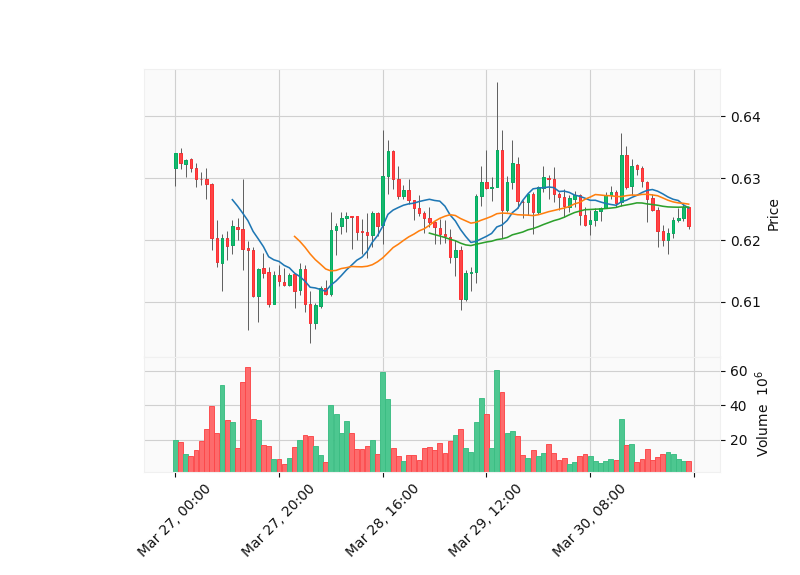 0.64
0.63
0.62
0.61
Price
60
40
20
Volume 10^6
Mar 27, 00:00
Mar 27, 20:00
Mar 28, 16:00
Mar 29, 12:00
Mar 30, 08:00